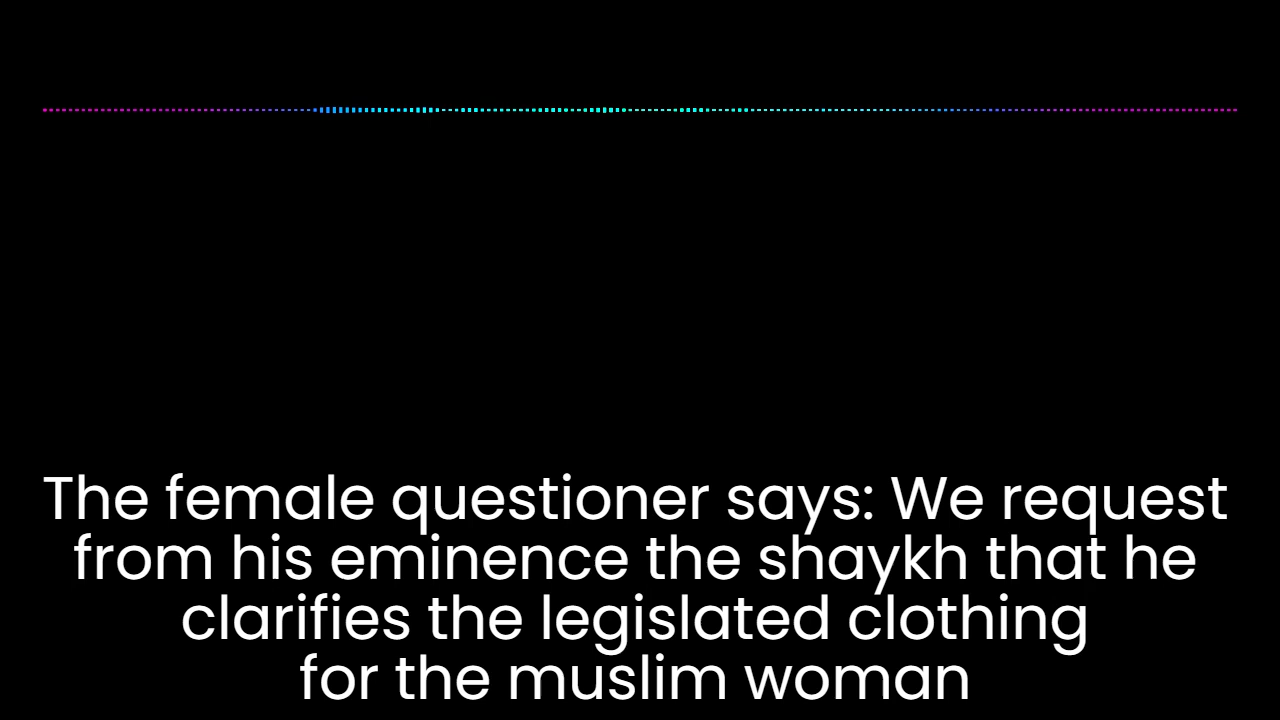 The female questioner says: We request
from his eminence the shaykh that he
clarifies the legislated clothing
for the muslim woman